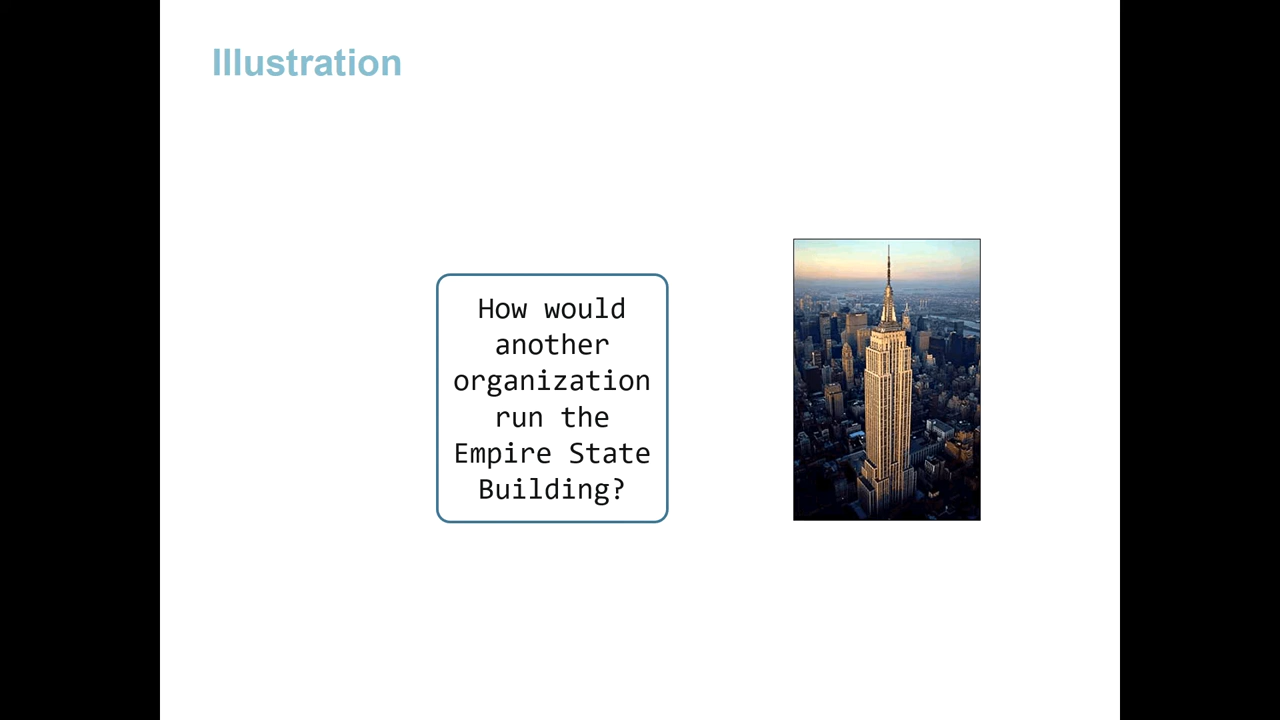 Illustration
How would
another
organization
run the
Empire State
Building?